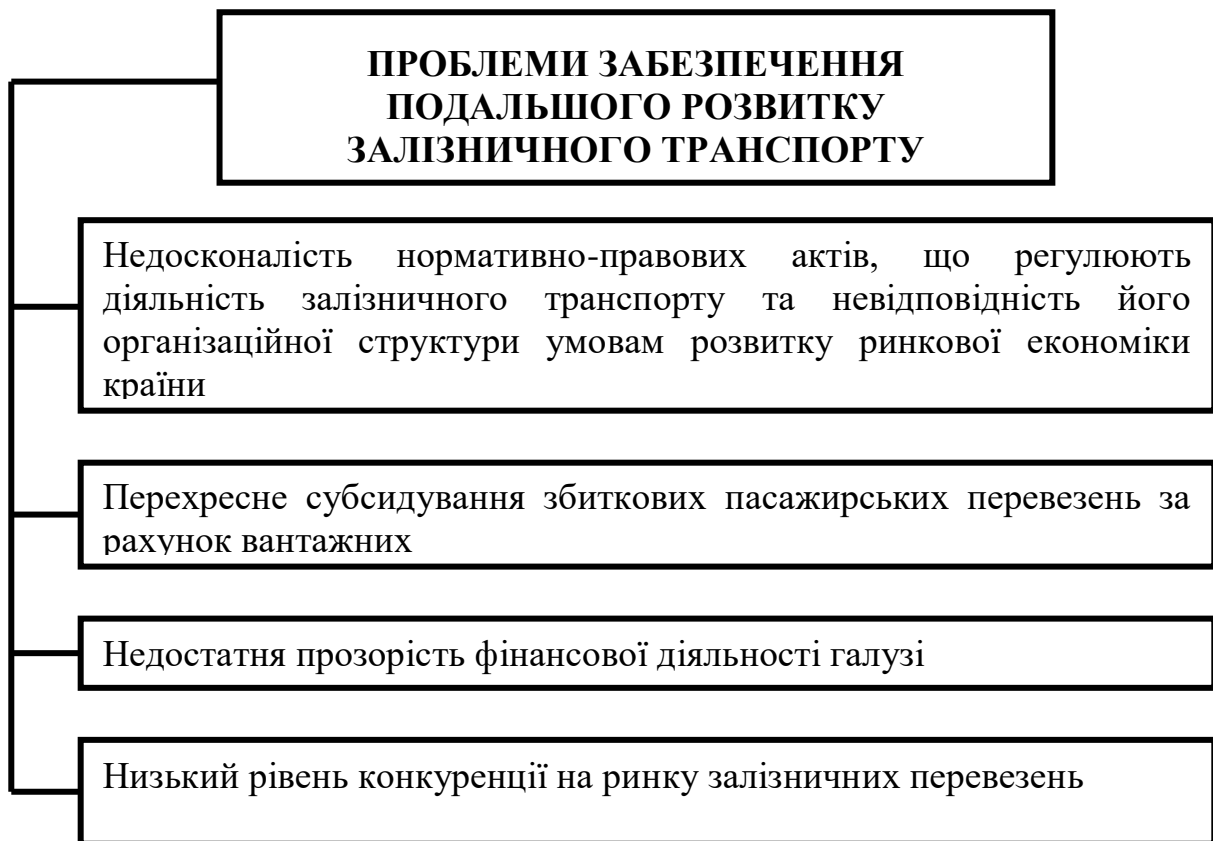 ПРОБЛЕМИ ЗАБЕЗПЕЧЕННЯ
ПОДАЛЬШОГО РОЗВИТКУ
ЗАЛІЗНИЧНОГО ТРАНСПОРТУ
Недосконалість нормативно-правових актів, що регулюють
діяльність залізничного транспорту та невідповідність його
організаційної структури умовам розвитку ринкової економіки
країни
Перехресне субсидування збиткових пасажирських перевезень за
рахунок вантажних
Недостатня прозорість фінансової діяльності галузі
Низький рівень конкуренції на ринку залізничних перевезень